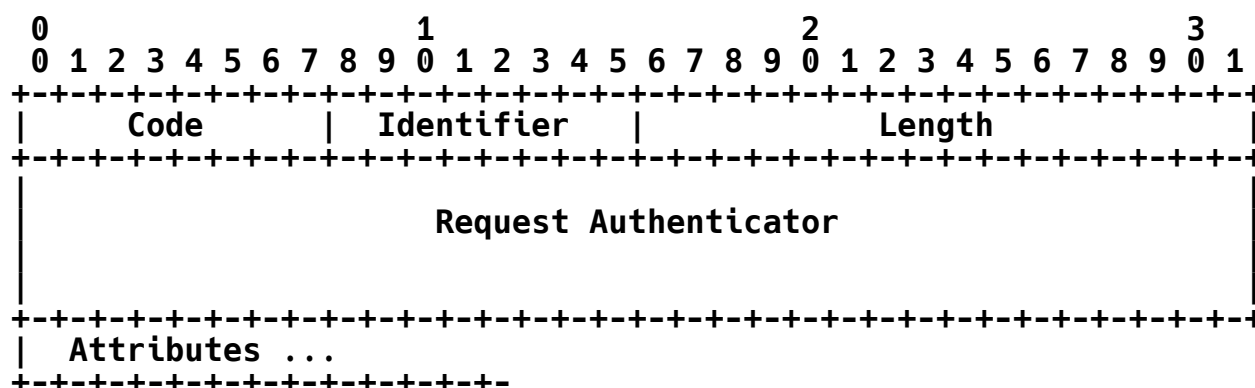 0                   1                   2                   3
 0 1 2 3 4 5 6 7 8 9 0 1 2 3 4 5 6 7 8 9 0 1 2 3 4 5 6 7 8 9 0 1
+-+-+-+-+-+-+-+-+-+-+-+-+-+-+-+-+-+-+-+-+-+-+-+-+-+-+-+-+-+-+-+-+
|     Code      |  Identifier   |            Length             |
+-+-+-+-+-+-+-+-+-+-+-+-+-+-+-+-+-+-+-+-+-+-+-+-+-+-+-+-+-+-+-+-+
|                                                               |
|                     Request Authenticator                     |
|                                                               |
|                                                               |
+-+-+-+-+-+-+-+-+-+-+-+-+-+-+-+-+-+-+-+-+-+-+-+-+-+-+-+-+-+-+-+-+
|  Attributes ...
+-+-+-+-+-+-+-+-+-+-+-+-+-